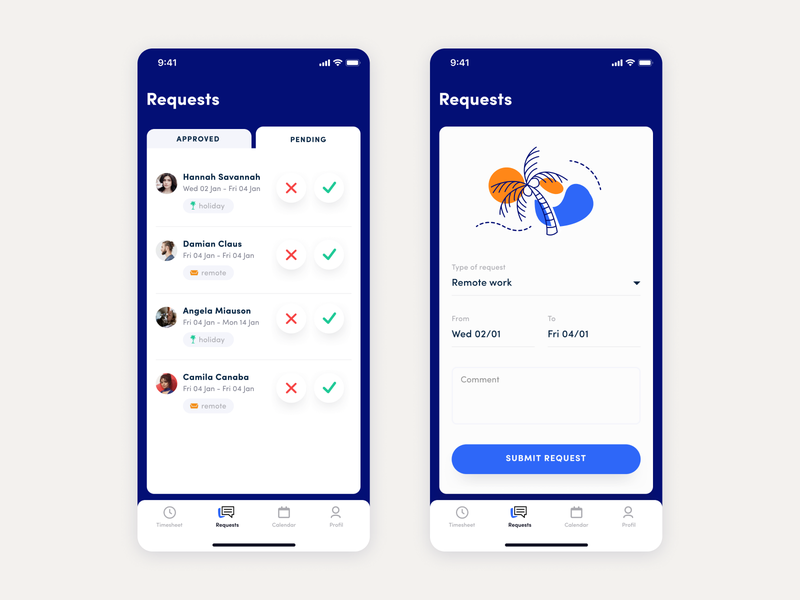 9:41
Requests
APPROVED
PENDING
Hannah Savannah
Wed 02 Jan - Fri 04 Jan
holiday
Damian Claus
Fri 04 Jan - Fri 04 Jan
remote
Angela Miauson
Fri 04 Jan - Mon 14 Jan
holiday
Camila Canaba
Fri 04 Jan - Fri 04 Jan
remote
Timesheet
Requests
Calendar
Profil
9:41
Requests
Type of request
Remote work
From
To
Wed 02/01
Fri 04/01
Comment
SUBMIT REQUEST
Timesheet
Requests
Calendar
Profil